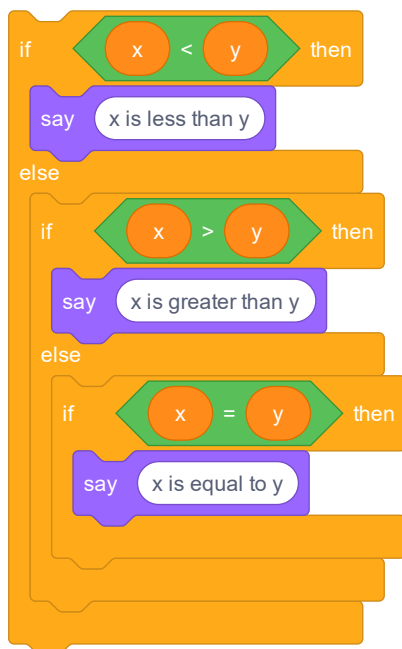 if x < y then
say x is less than y
else
if x > y then
say x is greater than y
else
if x = y then
say x is equal to y